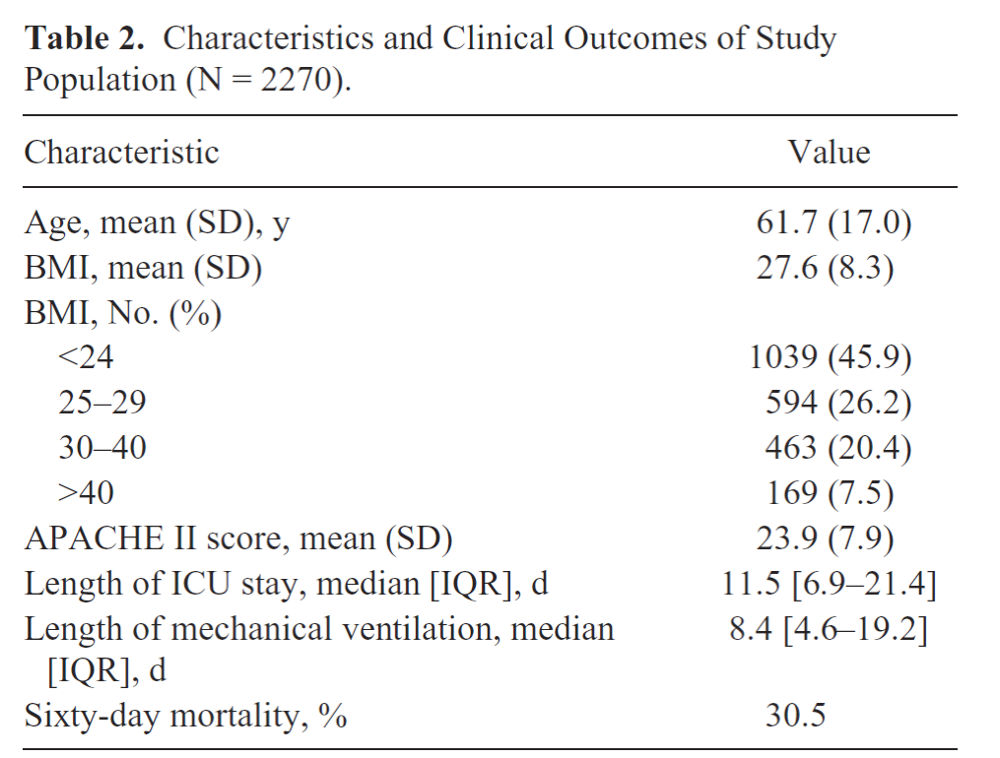 Table 2. Characteristics and Clinical Outcomes of Study
Population (N = 2270).
Characteristic Value
Age, mean (SD), y 61.7 (17.0)
BMI, mean (SD) 27.6 (8.3)
BMI, No. (%)
<24 1039 (45.9)
25–29 594 (26.2)
30–40 463 (20.4)
>40 169 (7.5)
APACHE II score, mean (SD) 23.9 (7.9)
Length of ICU stay, median [IQR], d 11.5 [6.9–21.4]
Length of mechanical ventilation, median 8.4 [4.6–19.2]
[IQR], d
Sixty-day mortality, % 30.5